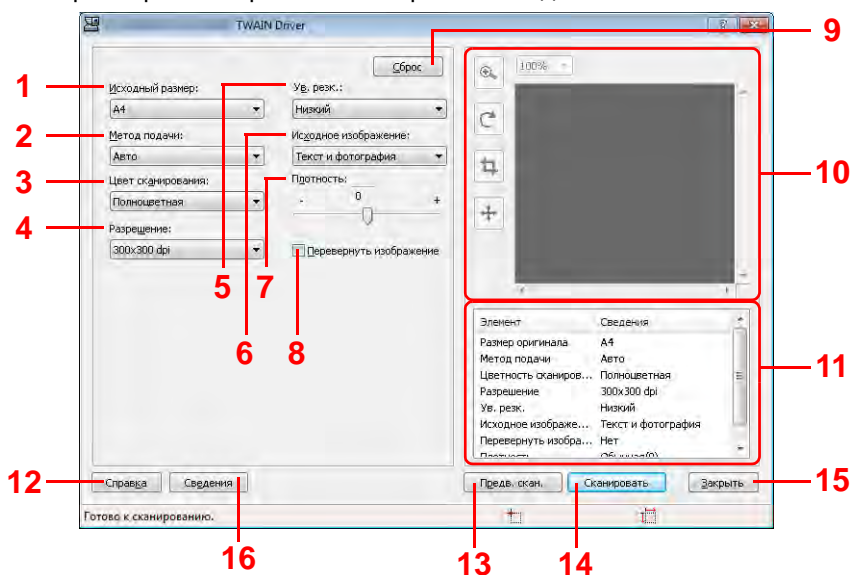 TWAIN Driver
9
Сброс
100%
1
Исходный размер:
Ув. резк.:
A4
Низкий
2
Метод подачи:
Исходное изображение:
Авто
Текст и фотография
3
Цвет сканирования:
Плотность:
10
Полноцветная
- 0 +
4
Разрешение:
300x300 dpi
Перевернуть изображение
5
7
6
8
Элемент Сведения
Размер оригинала A4
Метод подачи Авто
11
Цветность сканиров... Полноцветная
Разрешение 300x300 dpi
Ув. резк. Низкий
Исходное изображе... Текст и фотография
Перевернуть изобра... Нет
Плотность Обычная(0)
12
Справка
Сведения
Предв. скан.
Сканировать
Закрыть
15
Готово к сканированию.
16
13
14